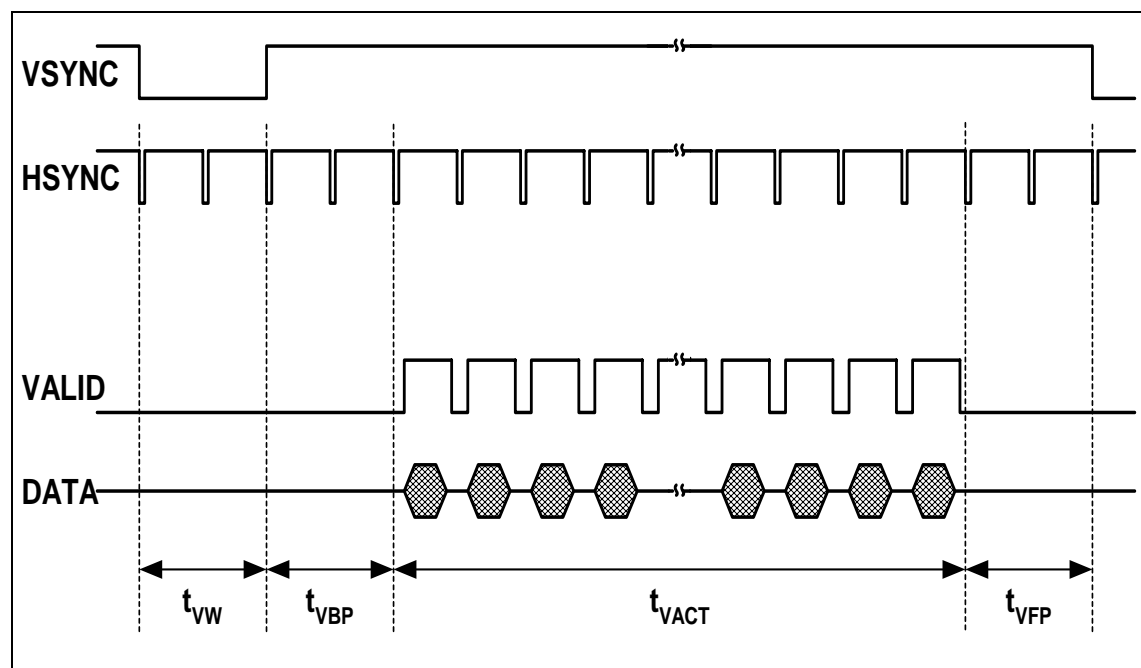 VSYNC
HSYNC
VALID
DATA
tVW tVBP tVACT tVFP